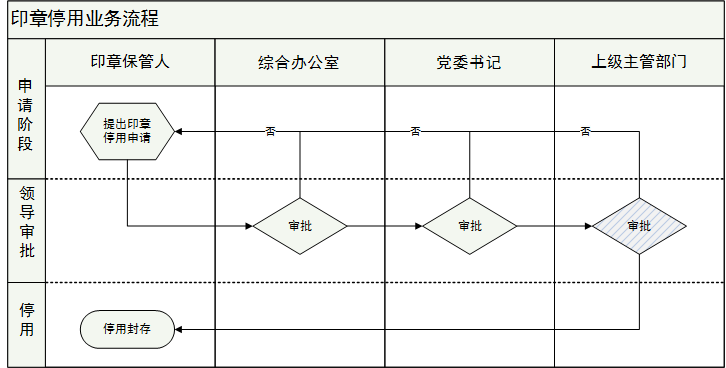 印章停用业务流程
印章保管人
综合办公室
党委书记
上级主管部门
申请阶段
提出印章
停用申请
否
否
否
领导审批
审批
审批
审批
停用
停用封存